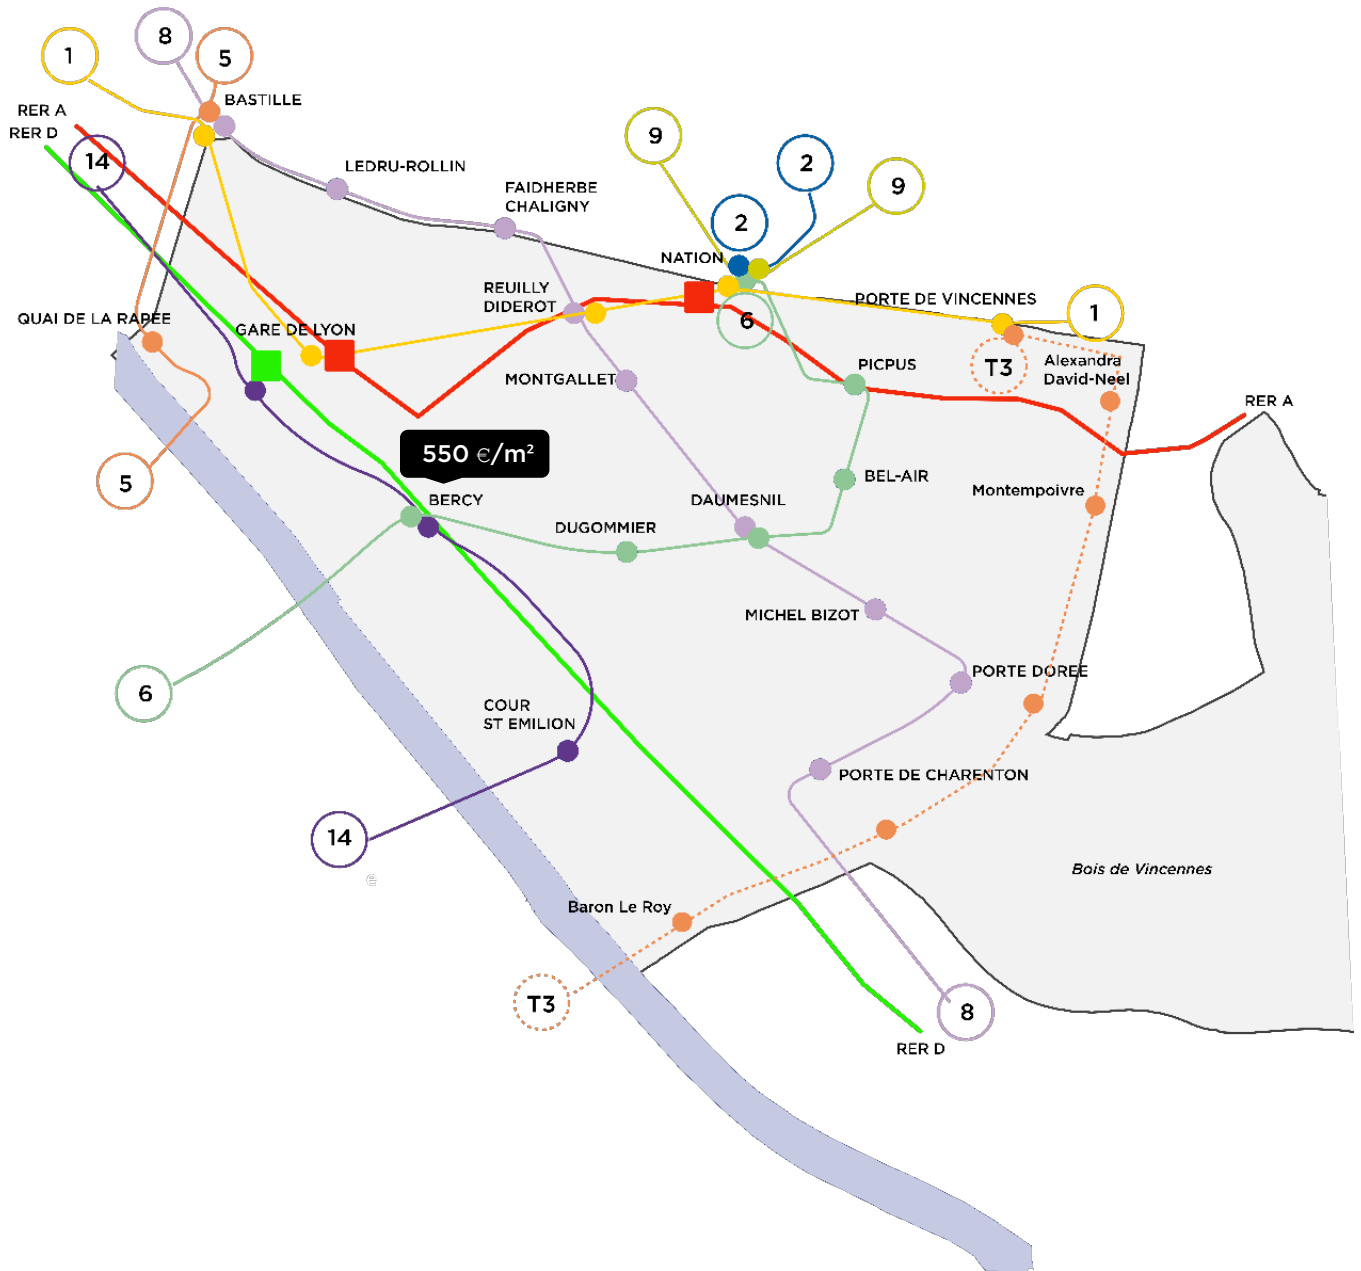 8
5
1
BASTILLE
RER A
RER D
14
9
2
LEDRU-ROLLIN
9
FAIDHERBE
CHALIGNY
2
NATION
REUILLY
DIDEROT
PORTE DE VINCENNES
1
QUAI DE LA RAPEE
GARE DE LYON
6
T3
Alexandra
David-Neel
PICPUS
MONTGALLET
RER A
550 €/m²
5
BEL-AIR
Montempoivre
BERCY
DAUMESNIL
DUGOMMIER
MICHEL BIZOT
6
PORTE DOREE
COUR
ST EMILION
PORTE DE CHARENTON
14
e
Bois de Vincennes
Baron Le Roy
T3
8
RER D